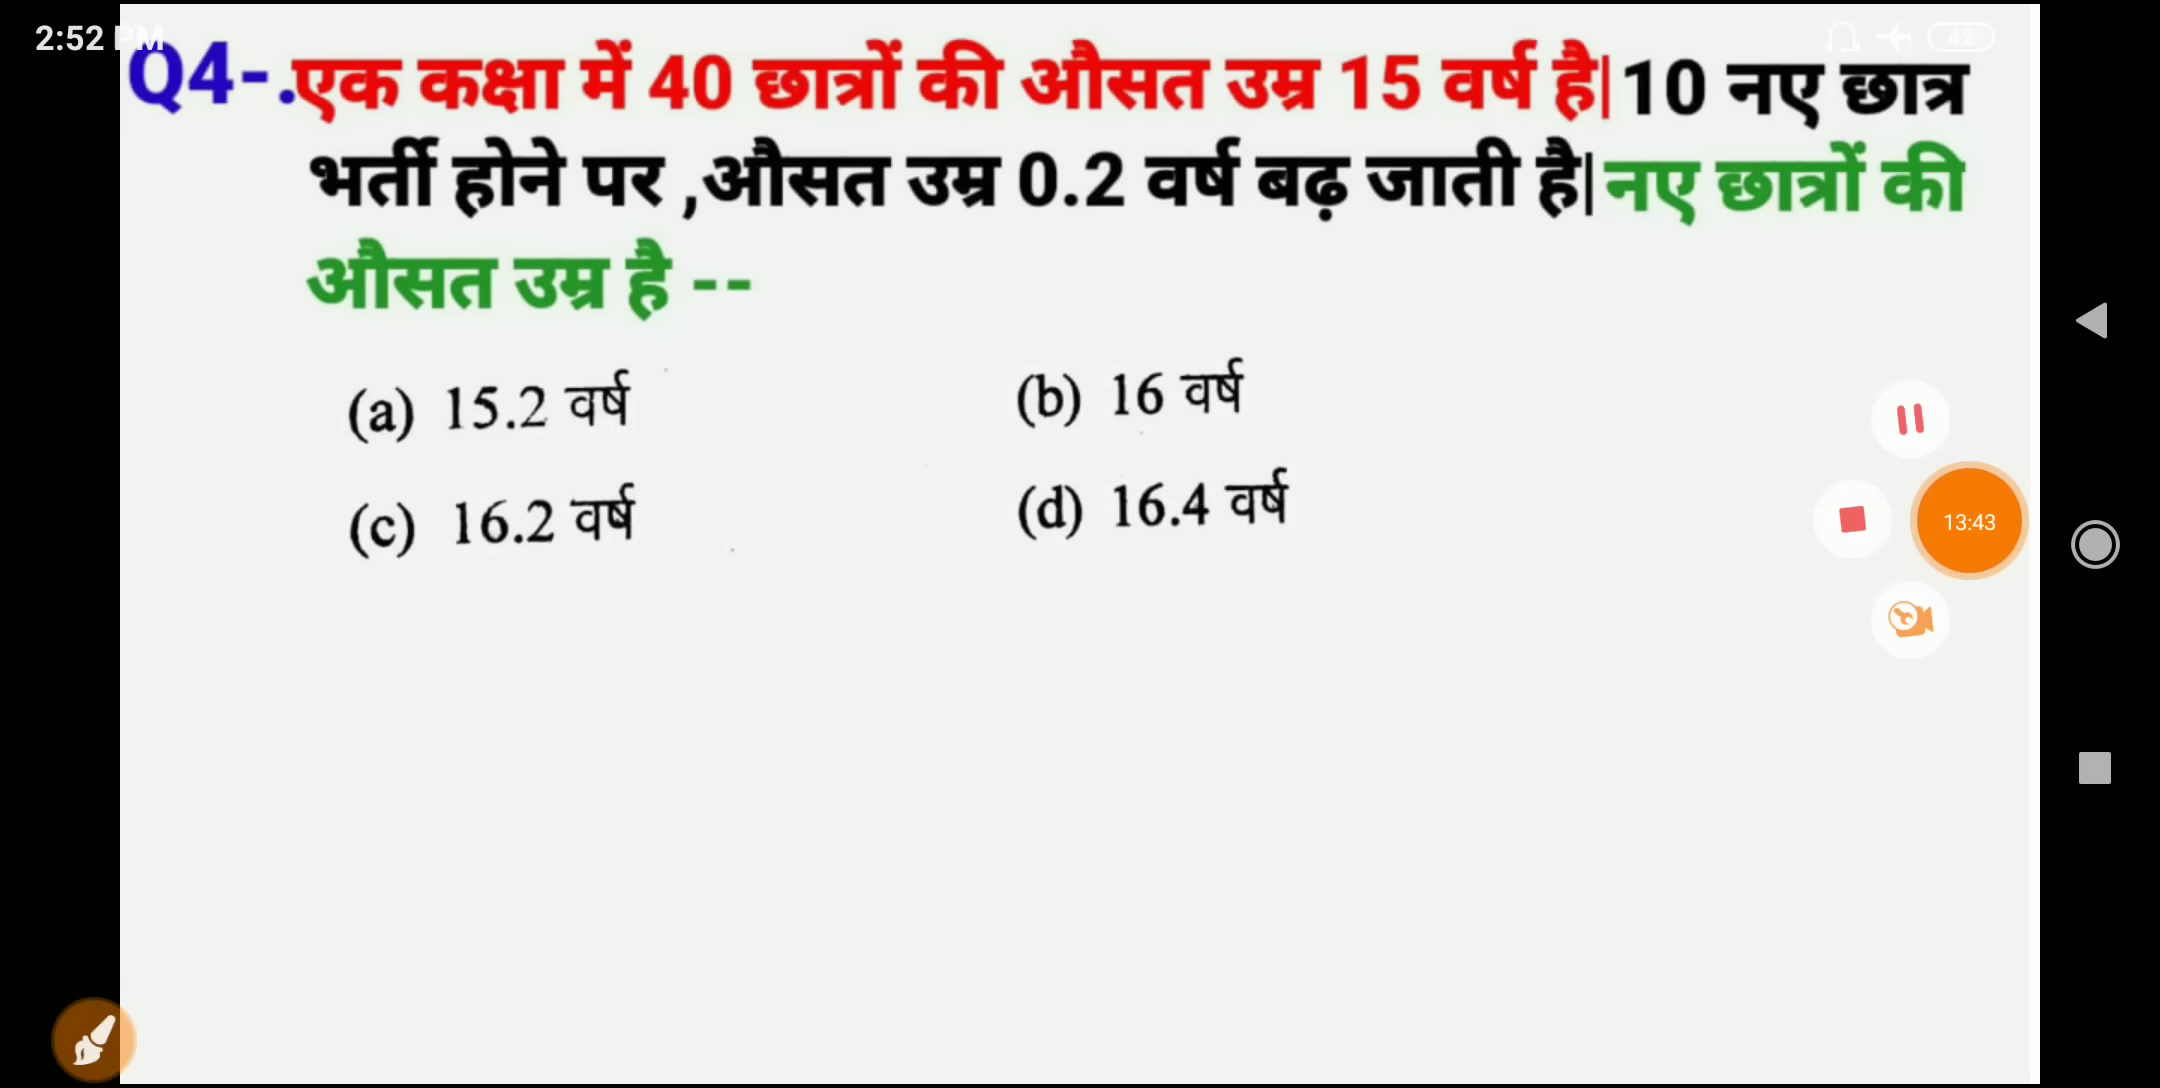 2:52 PM
42
Q4-.एक कक्षा में 40 छात्रों की औसत उम्र 15 वर्ष है|10 नए छात्र
भर्ती होने पर ,औसत उम्र 0.2 वर्ष बढ़ जाती है|नए छात्रों की
औसत उम्र है --
(a) 15.2 वर्ष
(b) 16 वर्ष
(c) 16.2 वर्ष
(d) 16.4 वर्ष
13:43